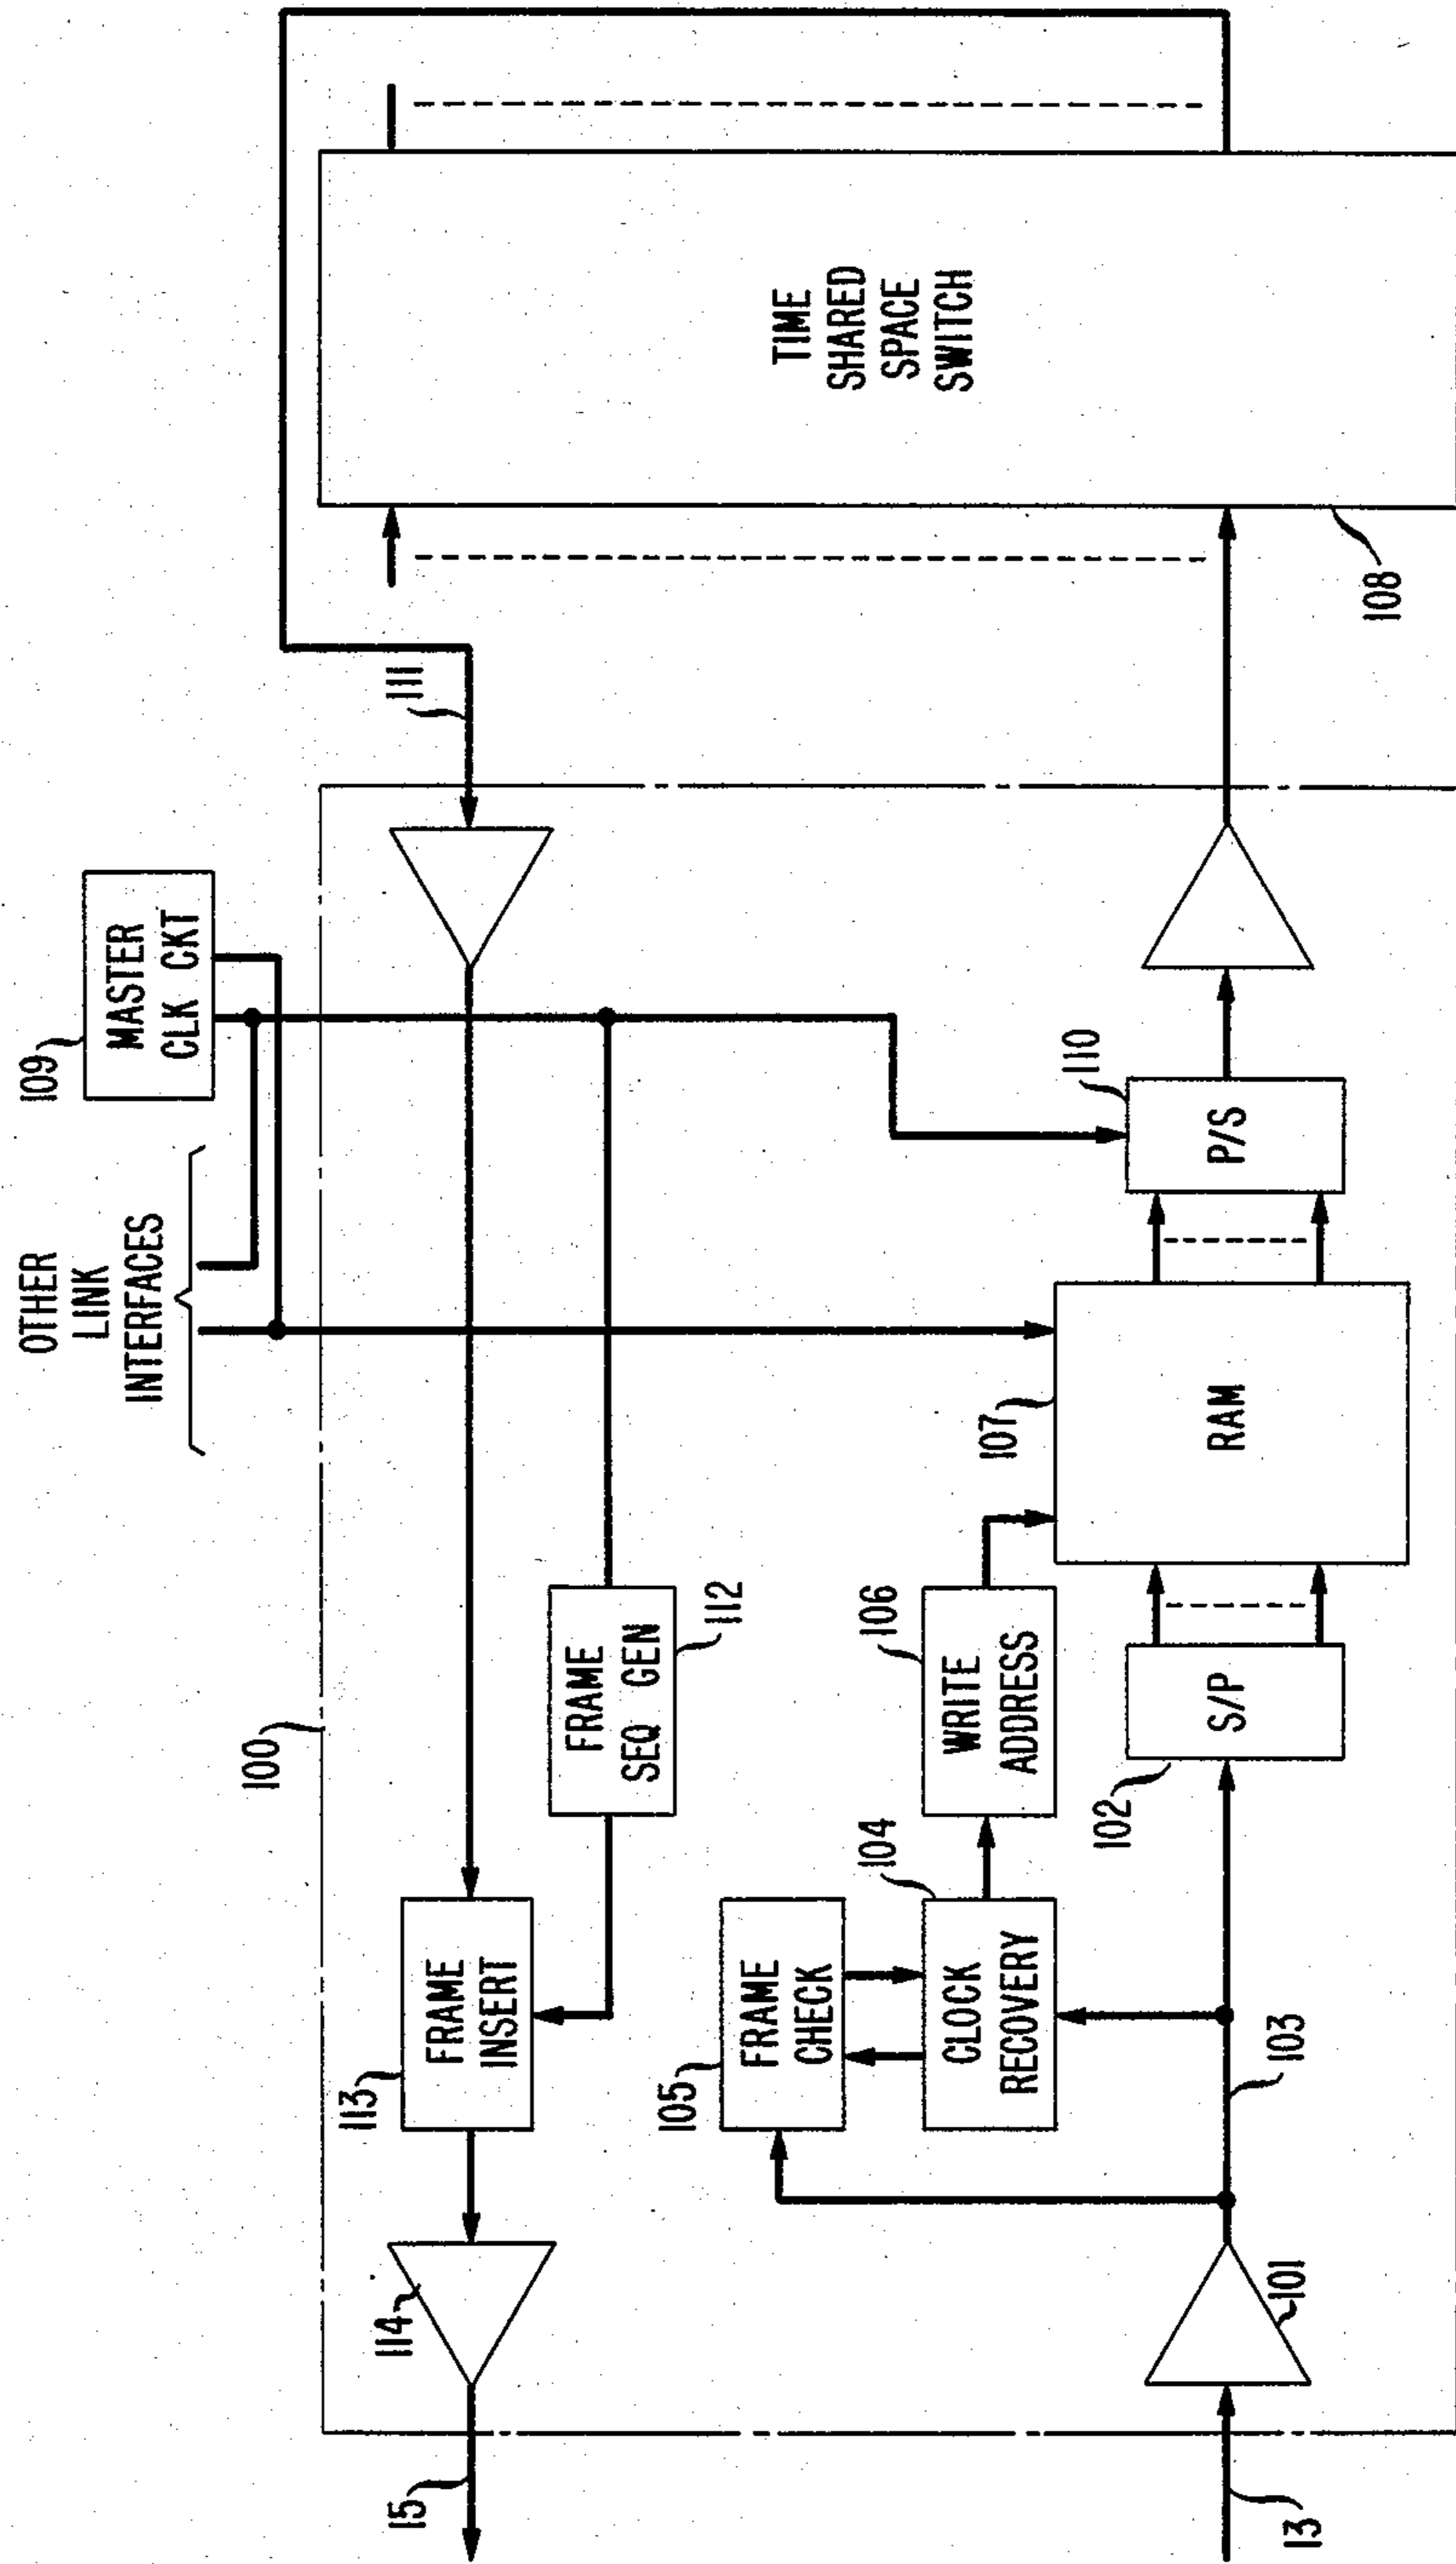 OTHER
LINK
INTERFACES
109
MASTER
CLK CKT
TIME
SHARED
SPACE
SWITCH
108
111
100
15
114
113
FRAME
INSERT
FRAME
SEQ GEN
112
105
FRAME
CHECK
104
CLOCK
RECOVERY
106
WRITE
ADDRESS
107
RAM
110
P/S
S/P
102
103
101
13